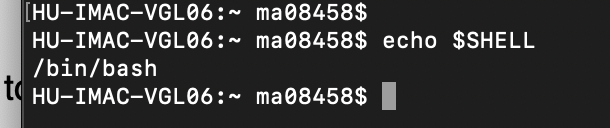 [HU-IMAC-VGL06:~ ma08458$
HU-IMAC-VGL06:~ ma08458$ echo $SHELL
/bin/bash
HU-IMAC-VGL06:~ ma08458$